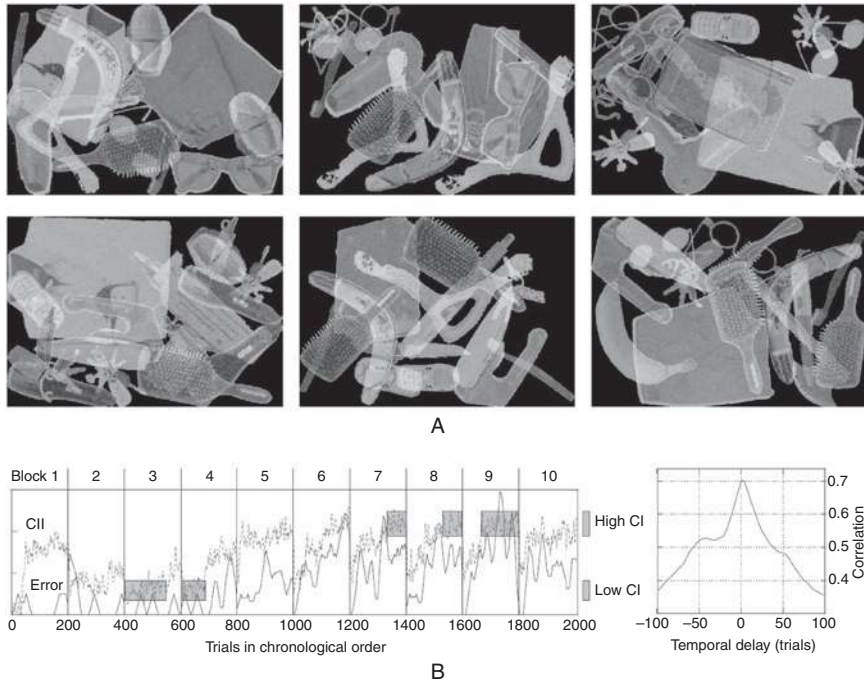 A
Block 1 2 3 4 5 6 7 8 9 10
CII
Error
High CI
Low CI
0 200 400 600 800 1000 1200 1400 1600 1800 2000
Trials in chronological order
0.7
0.6
0.5
0.4
Correlation
−100 −50 0 50 100
Temporal delay (trials)
B